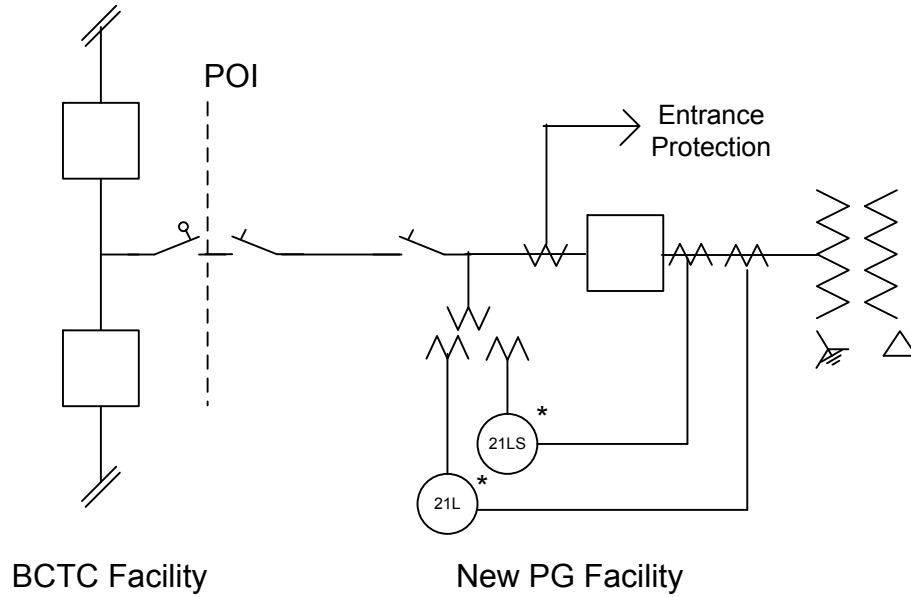 POI
Entrance
Protection
*
21LS
*
21L
BCTC Facility
New PG Facility